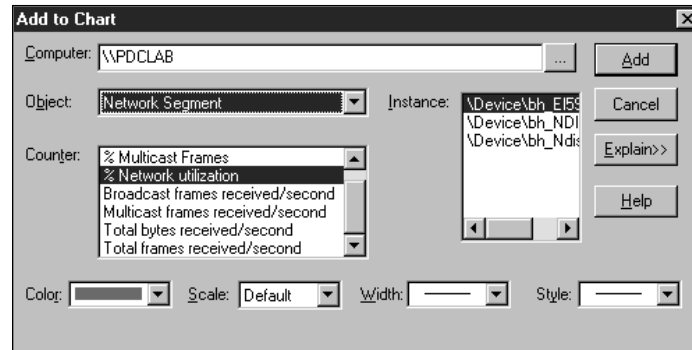 Add to Chart
Computer: \\PDCLAB ... Add
Object: Network Segment Instance: \Device\bh_El59 Cancel
\Device\bh_NDI
\Device\bh_Ndis
Explain>>
Counter: % Multicast Frames
% Network utilization
Broadcast frames received/second
Multicast frames received/second
Total bytes received/second
Total frames received/second
Help
Color: Scale: Default Width: Style: